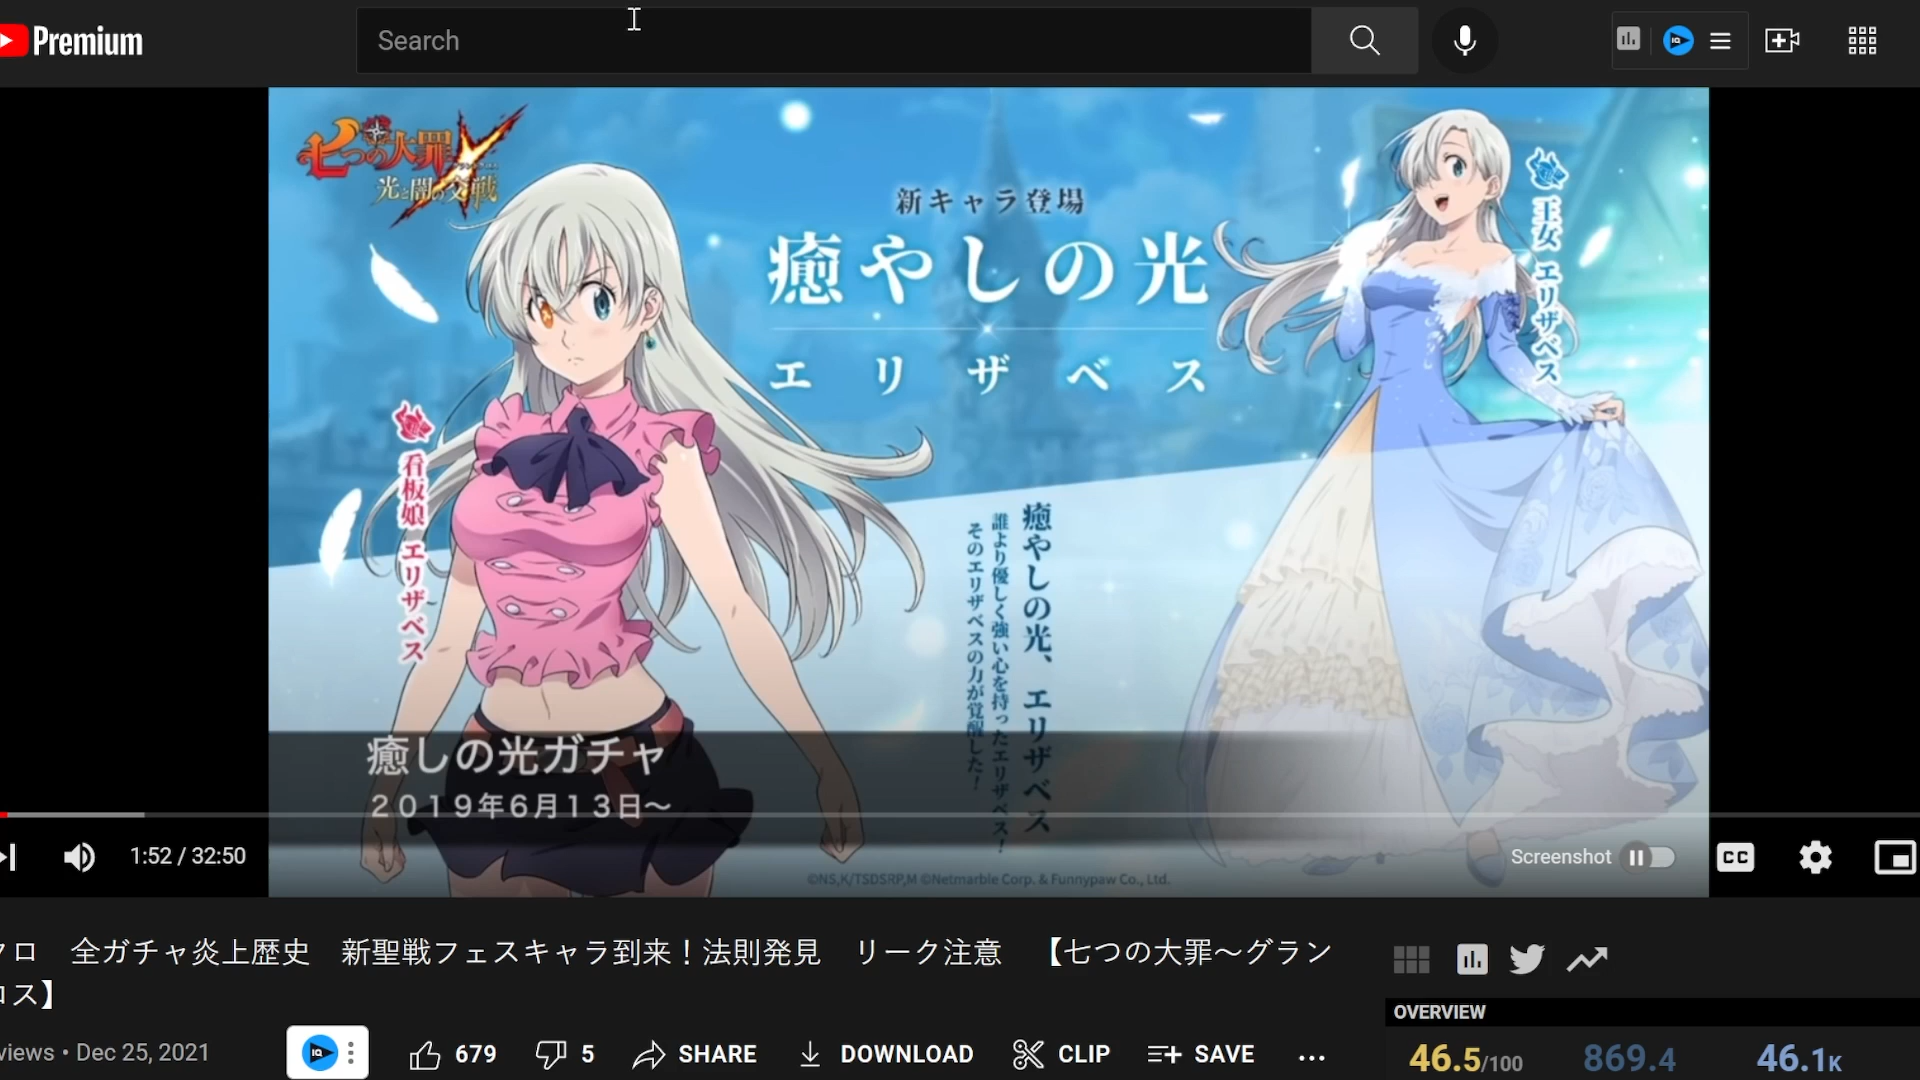 Premium
Search
七つの大罪
光と闇の交戦
新キャラ登場
癒やしの光
エリザベス
王女 エリザベス
看板娘 エリザベス
癒やしの光、エリザベス
誰より優しく強い心を持ったエリザベス!
そのエリザベスの力が覚醒した!
癒しの光ガチャ
2019年6月13日~
©NS,K/TSDSRP,M ©Netmarble Corp. & Funnypaw Co., Ltd.
1:52 / 32:50
Screenshot
CC
クロ 全ガチャ炎上歴史 新聖戦フェスキャラ到来!法則発見 リーク注意 【七つの大罪～グラン
ロス】
views • Dec 25, 2021
IQ
679
5
SHARE
DOWNLOAD
CLIP
SAVE
OVERVIEW
46.5/100
869.4
46.1K